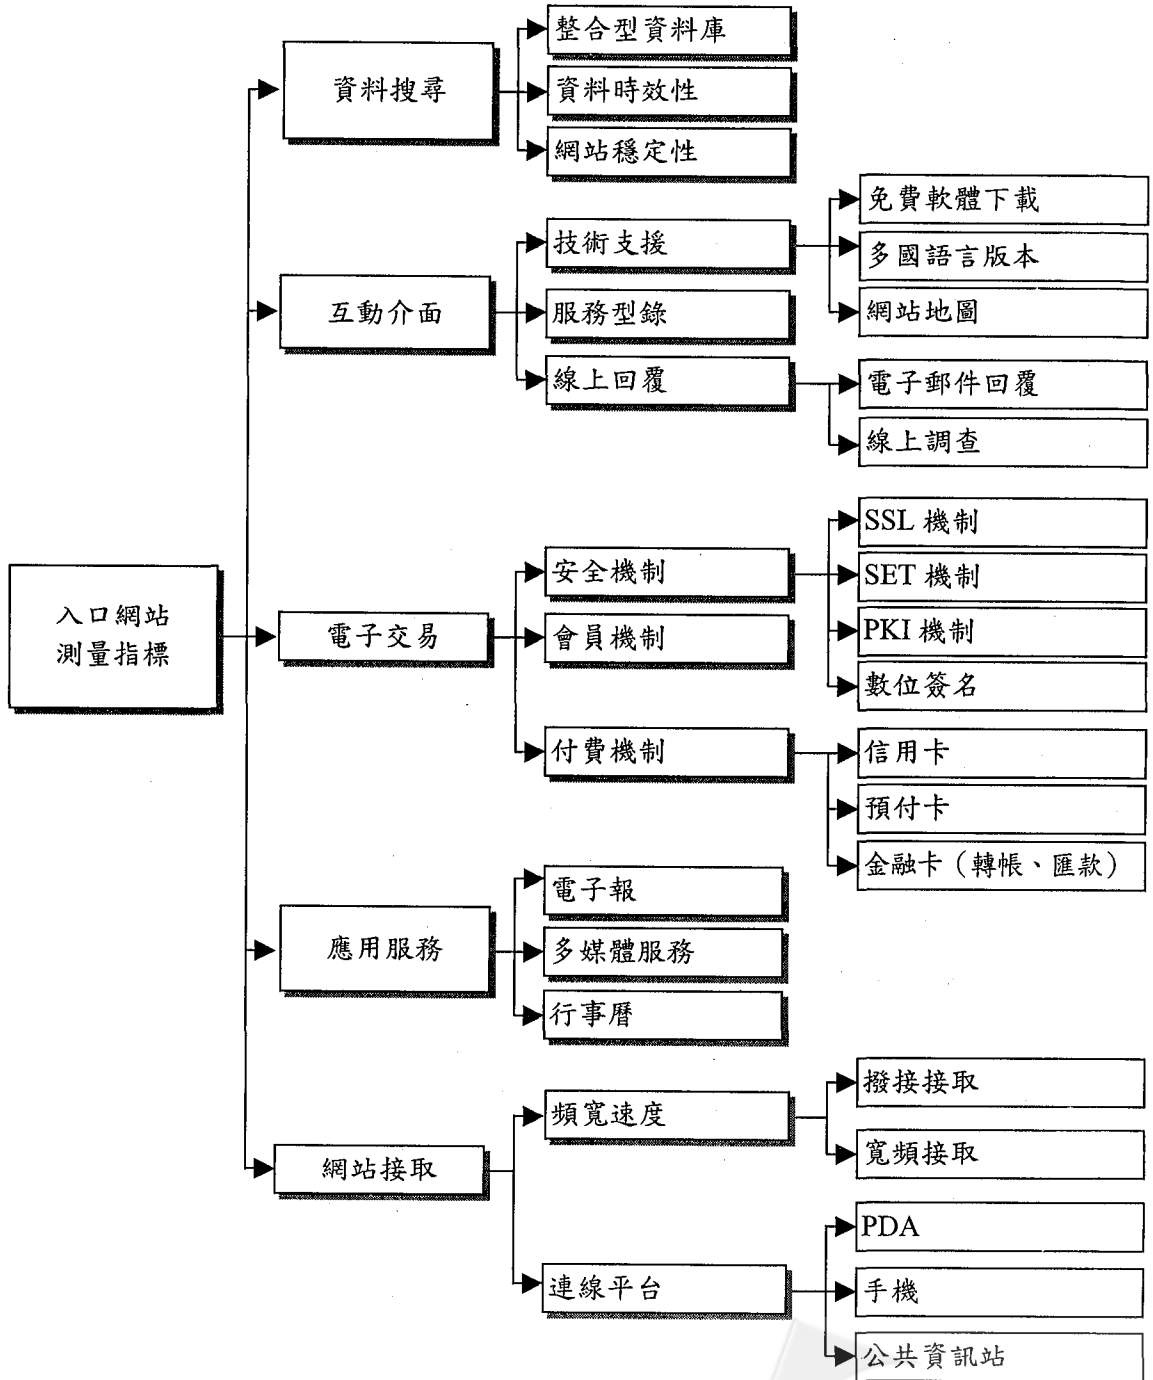 入口網站
測量指標
資料搜尋
整合型資料庫
資料時效性
網站穩定性
互動介面
技術支援
免費軟體下載
多國語言版本
網站地圖
服務型錄
線上回覆
電子郵件回覆
線上調查
電子交易
安全機制
SSL 機制
SET 機制
PKI 機制
數位簽名
會員機制
付費機制
信用卡
預付卡
金融卡（轉帳、匯款）
應用服務
電子報
多媒體服務
行事曆
網站接取
頻寬速度
撥接接取
寬頻接取
連線平台
PDA
手機
公共資訊站